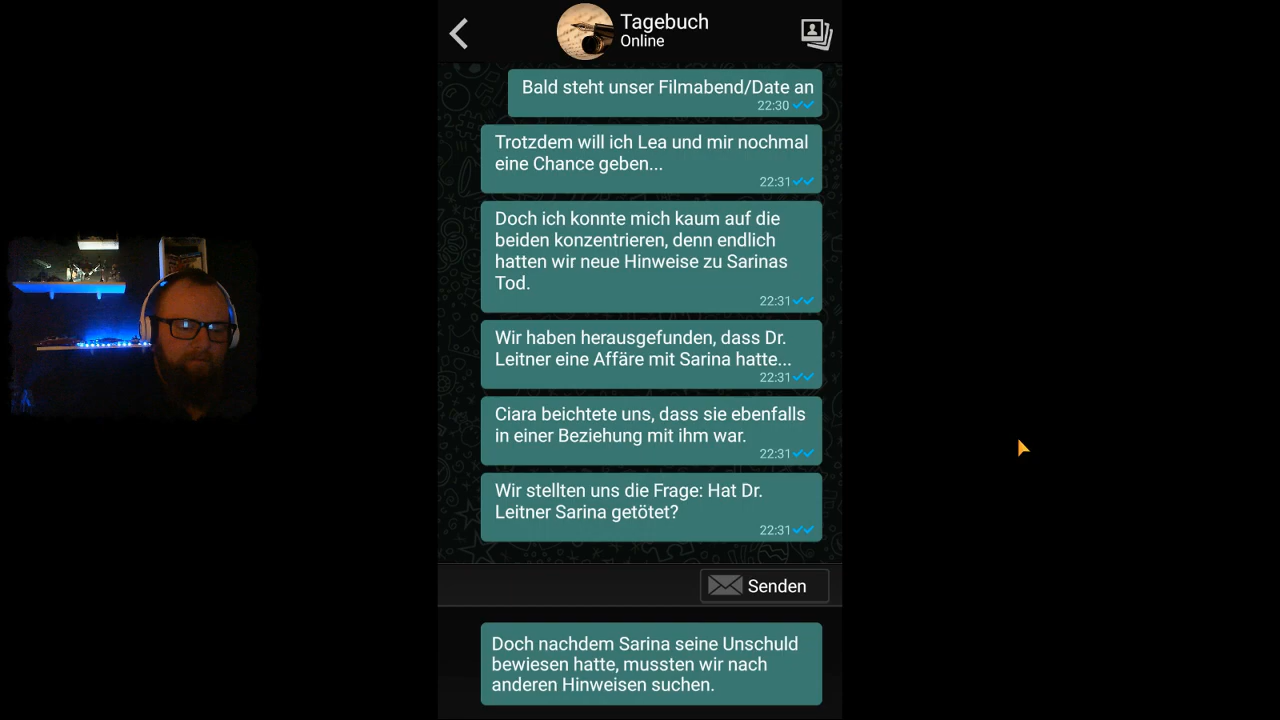 Tagebuch
Online
Bald steht unser Filmabend/Date an
22:30
Trotzdem will ich Lea und mir nochmal
eine Chance geben...
22:31
Doch ich konnte mich kaum auf die
beiden konzentrieren, denn endlich
hatten wir neue Hinweise zu Sarinas
Tod.
22:31
Wir haben herausgefunden, dass Dr.
Leitner eine Affäre mit Sarina hatte...
22:31
Ciara beichtete uns, dass sie ebenfalls
in einer Beziehung mit ihm war.
22:31
Wir stellten uns die Frage: Hat Dr.
Leitner Sarina getötet?
22:31
Senden
Doch nachdem Sarina seine Unschuld
bewiesen hatte, mussten wir nach
anderen Hinweisen suchen.